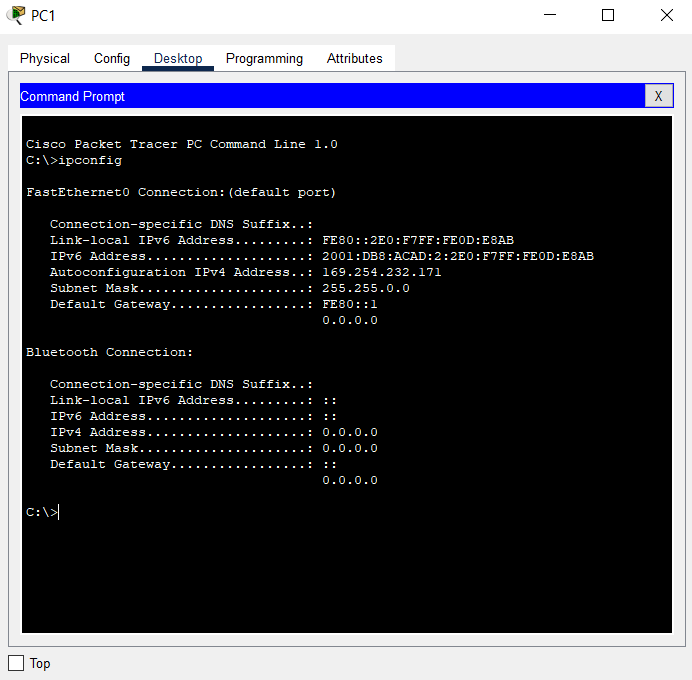 PC1
Physical Config Desktop Programming Attributes
Command Prompt X
Cisco Packet Tracer PC Command Line 1.0
C:\>ipconfig
FastEthernet0 Connection:(default port)
Connection-specific DNS Suffix..:
Link-local IPv6 Address.........: FE80::2E0:F7FF:FE0D:E8AB
IPv6 Address....................: 2001:DB8:ACAD:2:2E0:F7FF:FE0D:E8AB
Autoconfiguration IPv4 Address..: 169.254.232.171
Subnet Mask.....................: 255.255.0.0
Default Gateway.................: FE80::1
0.0.0.0
Bluetooth Connection:
Connection-specific DNS Suffix..:
Link-local IPv6 Address.........: ::
IPv6 Address....................: ::
IPv4 Address....................: 0.0.0.0
Subnet Mask.....................: 0.0.0.0
Default Gateway.................: ::
0.0.0.0
C:\>
Top